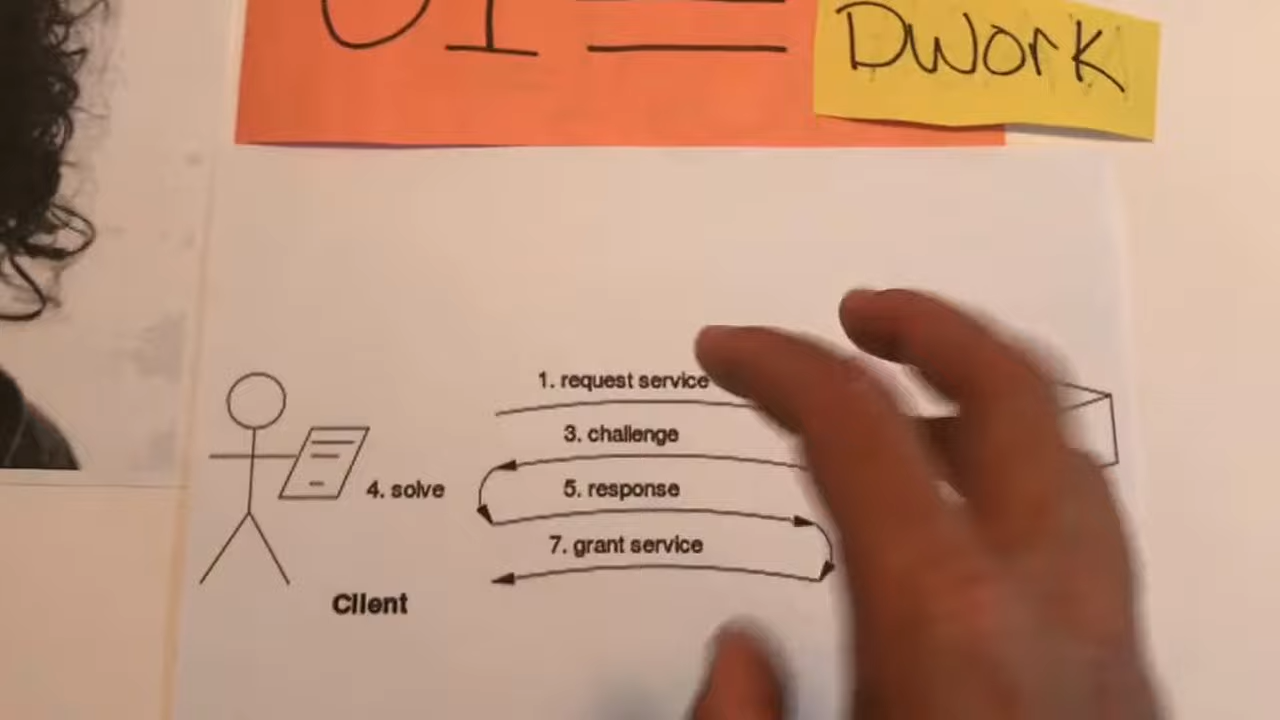 Dwork
1. request service
3. challenge
4. solve
5. response
7. grant service
Client